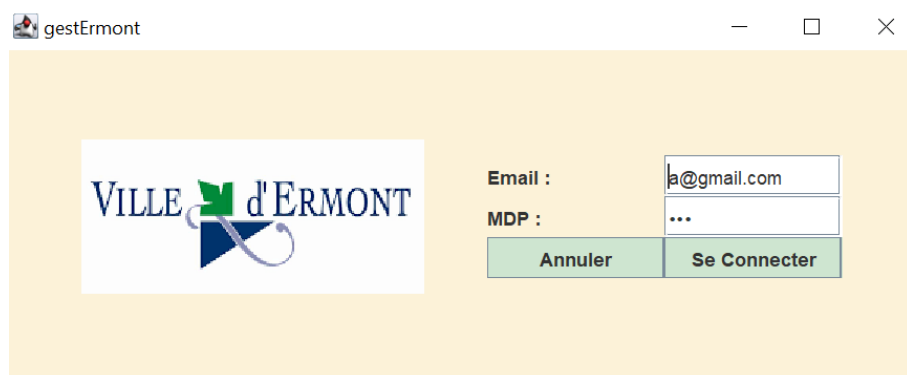 gestErmont
VILLE d'ERMONT
Email :
a@gmail.com
MDP :
•••
Annuler
Se Connecter